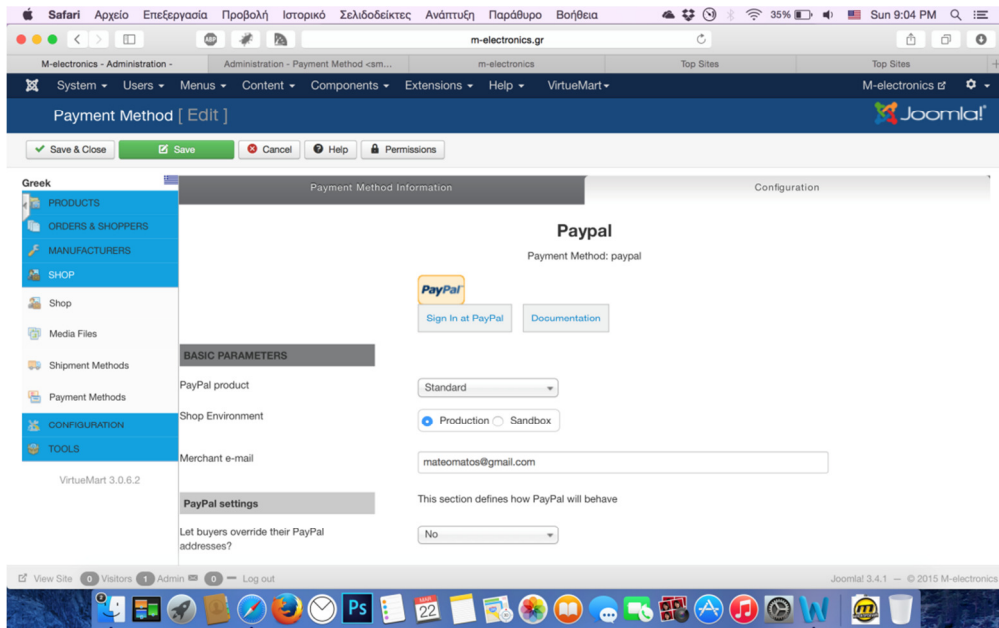 Safari Αρχείο Επεξεργασία Προβολή Ιστορικό Σελιδοδείκτες Ανάπτυξη Παράθυρο Βοήθεια 35% Sun 9:04 PM
ABP m-electronics.gr
M-electronics - Administration - Administration - Payment Method <sm... m-electronics Top Sites Top Sites
System Users Menus Content Components Extensions Help VirtueMart M-electronics
Payment Method [ Edit ] Joomla!
Save & Close Save Cancel Help Permissions
Greek
Payment Method Information Configuration
PRODUCTS
ORDERS & SHOPPERS
MANUFACTURERS
SHOP
Shop
Media Files
Shipment Methods
Payment Methods
CONFIGURATION
TOOLS
VirtueMart 3.0.6.2
Paypal
Payment Method: paypal
PayPal
Sign In at PayPal Documentation
BASIC PARAMETERS
PayPal product Standard
Shop Environment Production Sandbox
Merchant e-mail mateomatos@gmail.com
PayPal settings This section defines how PayPal will behave
Let buyers override their PayPal No
addresses?
View Site 0 Visitors 1 Admin 0 Log out Joomla! 3.4.1 — © 2015 M-electronics
Ps MAR 22